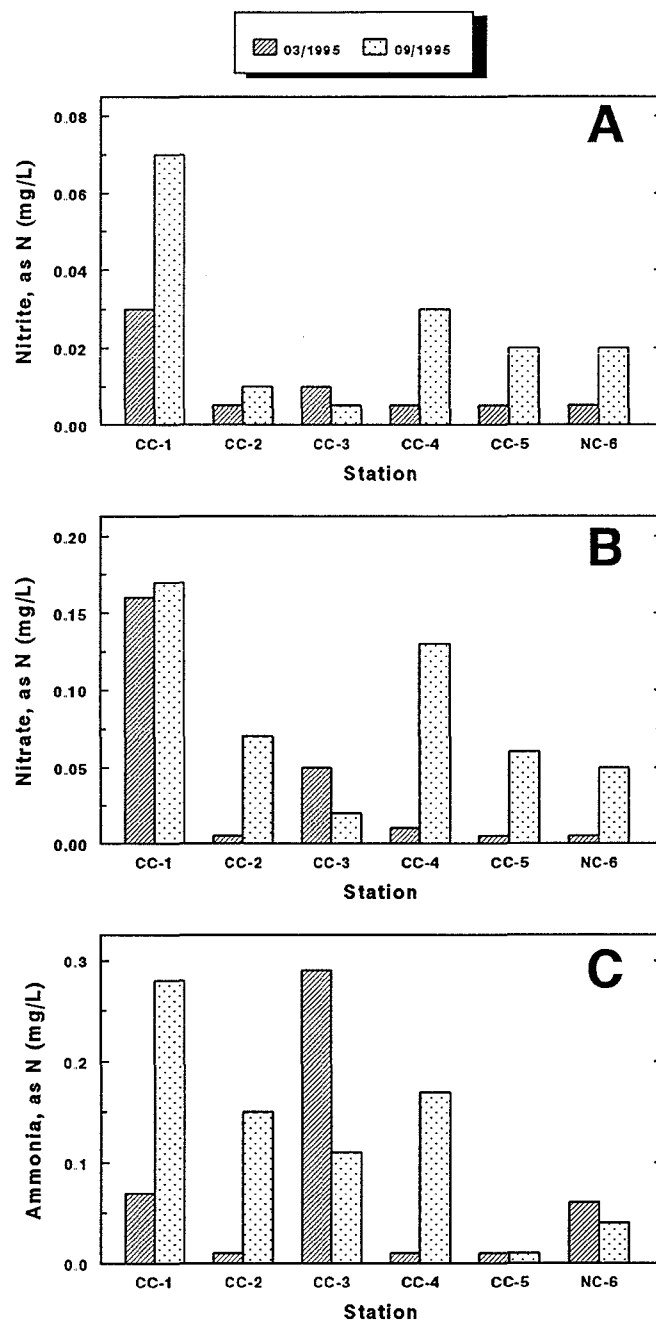 03/1995 09/1995
A
Nitrite, as N (mg/L)
0.08
0.06
0.04
0.02
0.00
CC-1 CC-2 CC-3 CC-4 CC-5 NC-6
Station
B
Nitrate, as N (mg/L)
0.20
0.15
0.10
0.05
0.00
CC-1 CC-2 CC-3 CC-4 CC-5 NC-6
Station
C
Ammonia, as N (mg/L)
0.3
0.2
0.1
0.0
CC-1 CC-2 CC-3 CC-4 CC-5 NC-6
Station